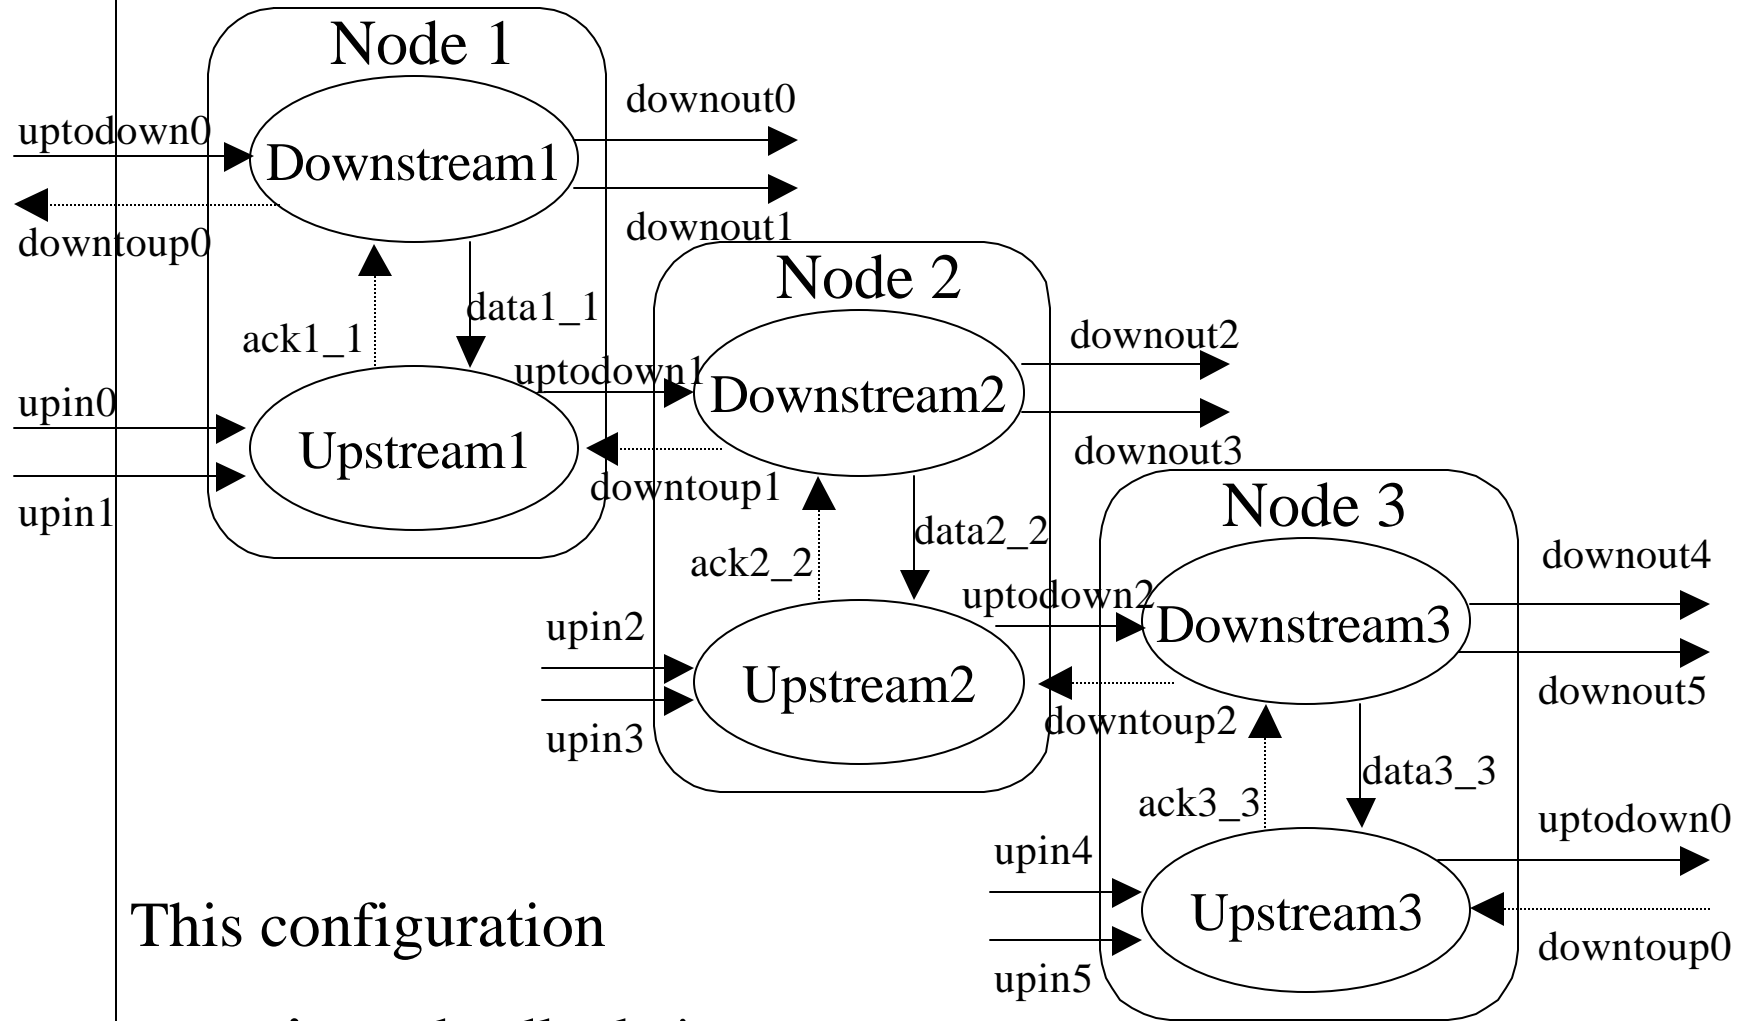 Node 1
downout0
uptodown0
Downstream1
downtoup0
downout1
Node 2
data1_1
ack1_1
downout2
uptodown1
Downstream2
upin0
Upstream1
downout3
downtoup1
upin1
Node 3
data2_2
ack2_2
downout4
uptodown2
Downstream3
upin2
Upstream2
downout5
downtoup2
upin3
data3_3
ack3_3
uptodown0
upin4
Upstream3
This configuration
downtoup0
upin5